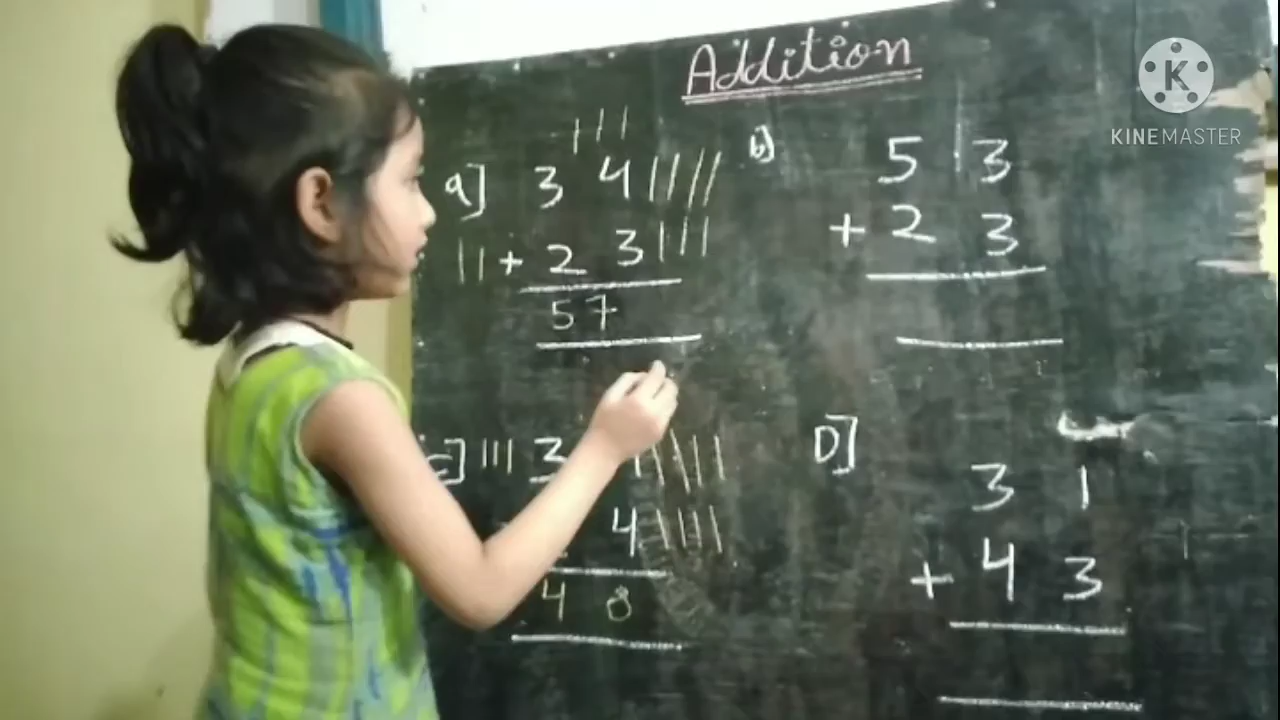 Addition
a] 3 4
+ 2 3
5 7
b] 5 3
+ 2 3
c] 3
4
4 8
D] 3 1
+ 4 3
K
KINEMASTER